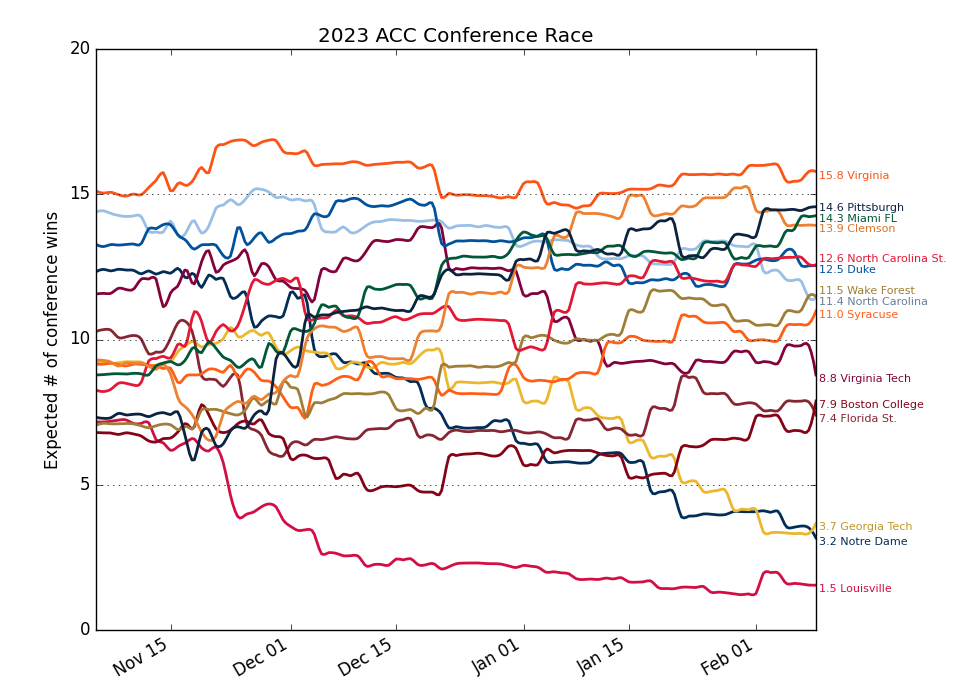 2023 ACC Conference Race
Expected # of conference wins
20
15
10
5
0
Nov 15
Dec 01
Dec 15
Jan 01
Jan 15
Feb 01
15.8 Virginia
14.6 Pittsburgh
14.3 Miami FL
13.9 Clemson
12.6 North Carolina St.
12.5 Duke
11.5 Wake Forest
11.4 North Carolina
11.0 Syracuse
8.8 Virginia Tech
7.9 Boston College
7.4 Florida St.
3.7 Georgia Tech
3.2 Notre Dame
1.5 Louisville